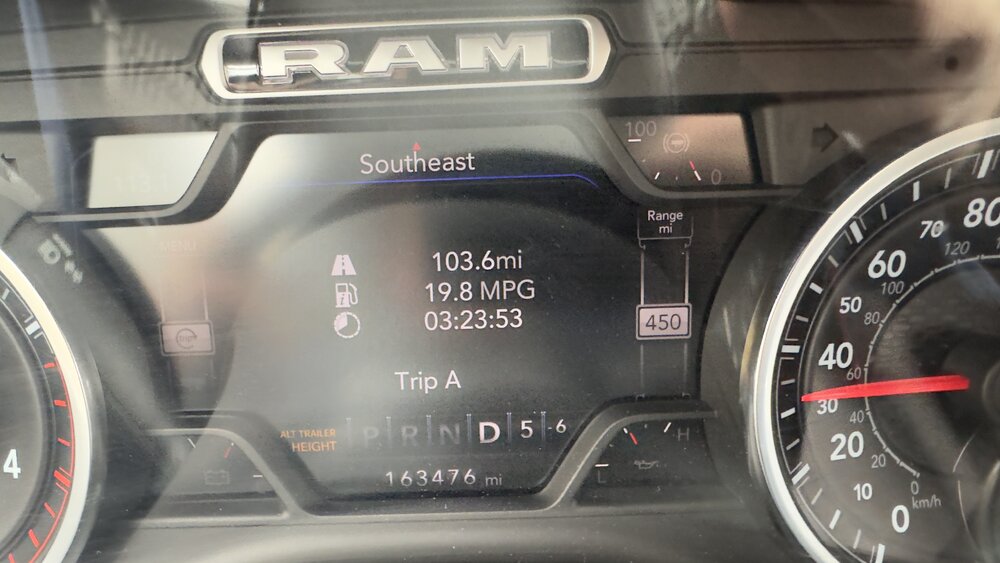 RAM
Southeast
100
0
MENU
Range
mi
103.6mi
19.8 MPG
03:23:53
450
Trip A
ALT TRAILER
HEIGHT
P R N D 5 6
163476 mi
L H
4
80
70
60
50
40
30
20
10
0
120
100
80
60
40
20
0
km/h